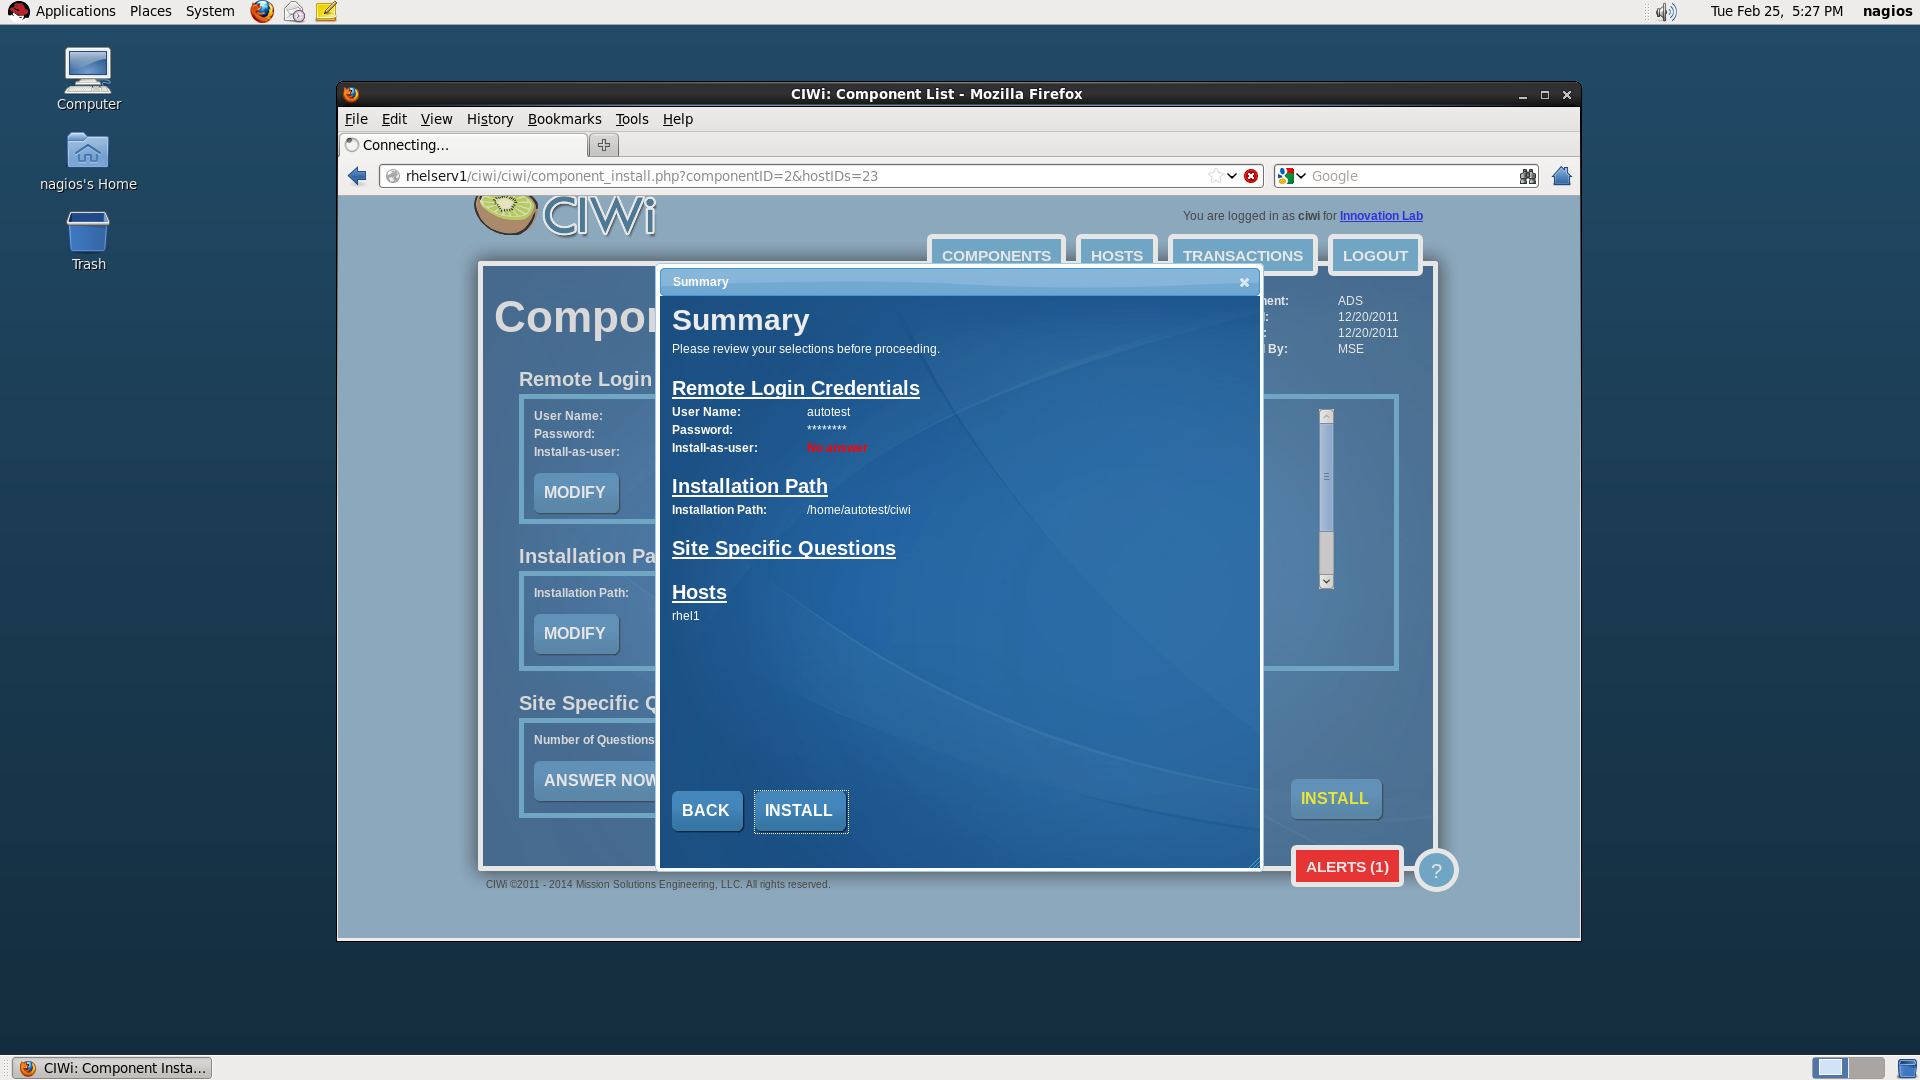 Applications Places System
Tue Feb 25, 5:27 PM nagios
Computer
nagios's Home
Trash
CIWi: Component List - Mozilla Firefox
File Edit View History Bookmarks Tools Help
Connecting...
rhelserv1/ciwi/ciwi/component_install.php?componentID=2&hostIDs=23
Google
CIWi
You are logged in as ciwi for Innovation Lab
COMPONENTS HOSTS TRANSACTIONS LOGOUT
Compon
ADS
12/20/2011
12/20/2011
By: MSE
Remote Login
User Name:
Password:
Install-as-user:
MODIFY
Installation Pa
Installation Path:
MODIFY
Site Specific Q
Number of Questions
ANSWER NOW
Summary
Summary
Please review your selections before proceeding.
Remote Login Credentials
User Name: autotest
Password: ********
Install-as-user: No answer
Installation Path
Installation Path: /home/autotest/ciwi
Site Specific Questions
Hosts
rhel1
BACK INSTALL
INSTALL
ALERTS (1)
?
CIWi ©2011 - 2014 Mission Solutions Engineering, LLC. All rights reserved.
CIWi: Component Insta...